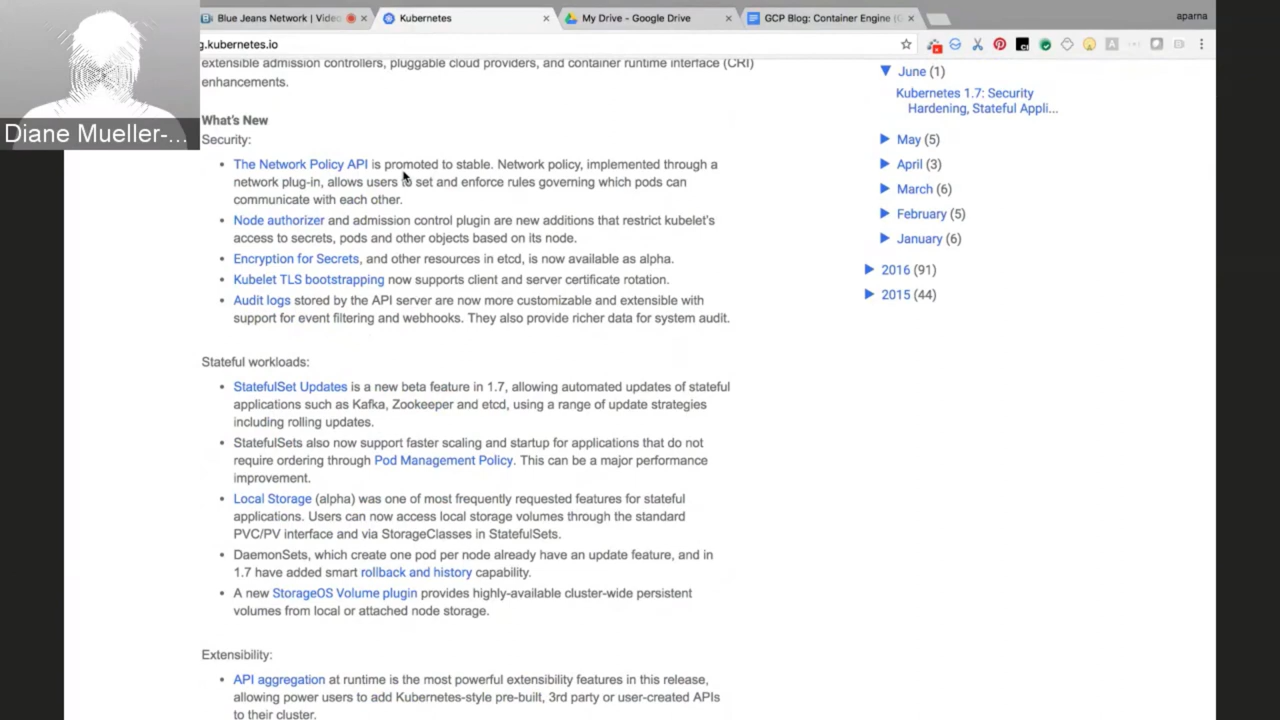 Blue Jeans Network | Video
Kubernetes
My Drive - Google Drive
GCP Blog: Container Engine (G
aparna
g.kubernetes.io
Diane Mueller-...
extensible admission controllers, pluggable cloud providers, and container runtime interface (CRI)
enhancements.
What's New
Security:
• The Network Policy API is promoted to stable. Network policy, implemented through a
network plug-in, allows users to set and enforce rules governing which pods can
communicate with each other.
• Node authorizer and admission control plugin are new additions that restrict kubelet's
access to secrets, pods and other objects based on its node.
• Encryption for Secrets, and other resources in etcd, is now available as alpha.
• Kubelet TLS bootstrapping now supports client and server certificate rotation.
• Audit logs stored by the API server are now more customizable and extensible with
support for event filtering and webhooks. They also provide richer data for system audit.
Stateful workloads:
• StatefulSet Updates is a new beta feature in 1.7, allowing automated updates of stateful
applications such as Kafka, Zookeeper and etcd, using a range of update strategies
including rolling updates.
• StatefulSets also now support faster scaling and startup for applications that do not
require ordering through Pod Management Policy. This can be a major performance
improvement.
• Local Storage (alpha) was one of most frequently requested features for stateful
applications. Users can now access local storage volumes through the standard
PVC/PV interface and via StorageClasses in StatefulSets.
• DaemonSets, which create one pod per node already have an update feature, and in
1.7 have added smart rollback and history capability.
• A new StorageOS Volume plugin provides highly-available cluster-wide persistent
volumes from local or attached node storage.
Extensibility:
• API aggregation at runtime is the most powerful extensibility features in this release,
allowing power users to add Kubernetes-style pre-built, 3rd party or user-created APIs
to their cluster.
June (1)
Kubernetes 1.7: Security
Hardening, Stateful Appli...
May (5)
April (3)
March (6)
February (5)
January (6)
2016 (91)
2015 (44)